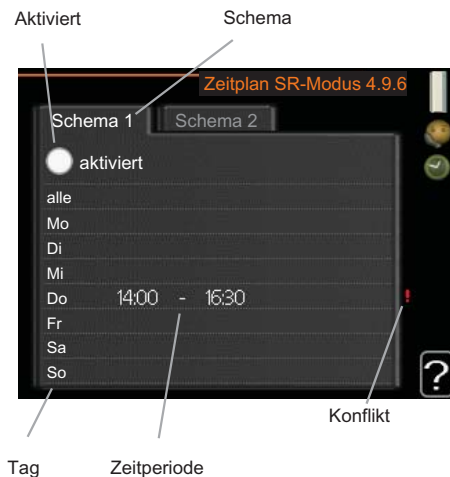 Aktiviert Schema
Zeitplan SR-Modus 4.9.6
Schema 1 Schema 2
aktiviert
alle
Mo
Di
Mi
Do 14:00 - 16:30 !
Fr
Sa
So
?
Konflikt
Tag Zeitperiode